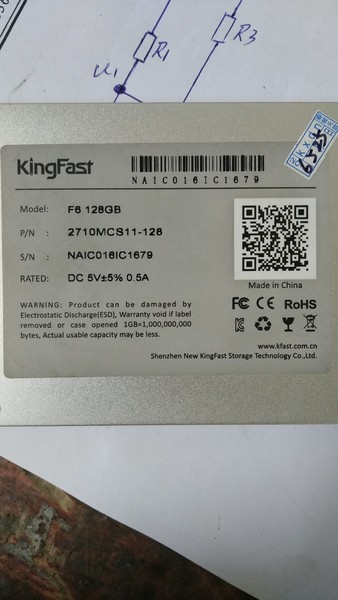 R1
R3
u1
KingFast
NAIC016IC1679
Model: F6 128GB
P/N : 2710MCS11-128
S/N : NAIC016IC1679
RATED: DC 5V±5% 0.5A
Made in China
FC CE RoHS
WARNING: Product can be damaged by
Electrostatic Discharge(ESD), Warranty void if label
removed or case opened 1GB=1,000,000,000
bytes, Actual usable capacity may be less.
www.kfast.com.cn
Shenzhen New KingFast Storage Technology Co.,Ltd.